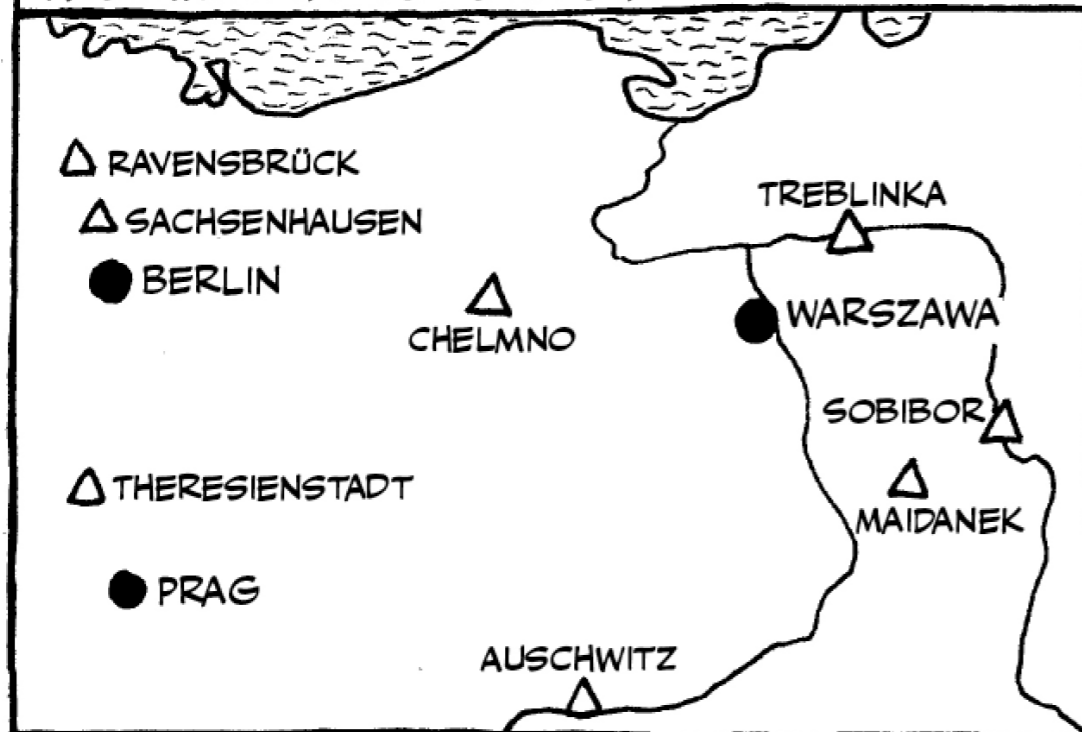 RAVENSBRÜCK
SACHSENHAUSEN
TREBLINKA
BERLIN
CHELMNO
WARSZAWA
SOBIBOR
THERESIENSTADT
MAIDANEK
PRAG
AUSCHWITZ